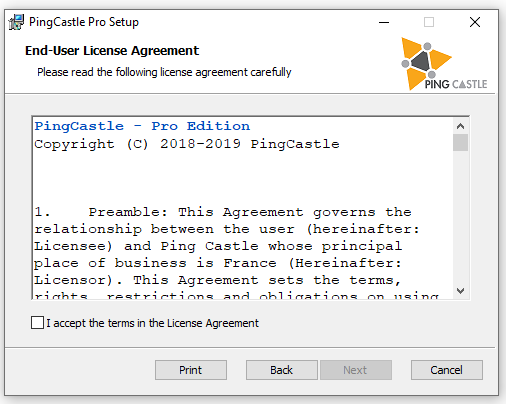 PingCastle Pro Setup
End-User License Agreement
Please read the following license agreement carefully
PING CASTLE
PingCastle - Pro Edition
Copyright (C) 2018-2019 PingCastle
1. Preamble: This Agreement governs the
relationship between the user (hereinafter:
Licensee) and Ping Castle whose principal
place of business is France (Hereinafter:
Licensor). This Agreement sets the terms,
rights, restrictions and obligations on using
I accept the terms in the License Agreement
Print
Back
Next
Cancel